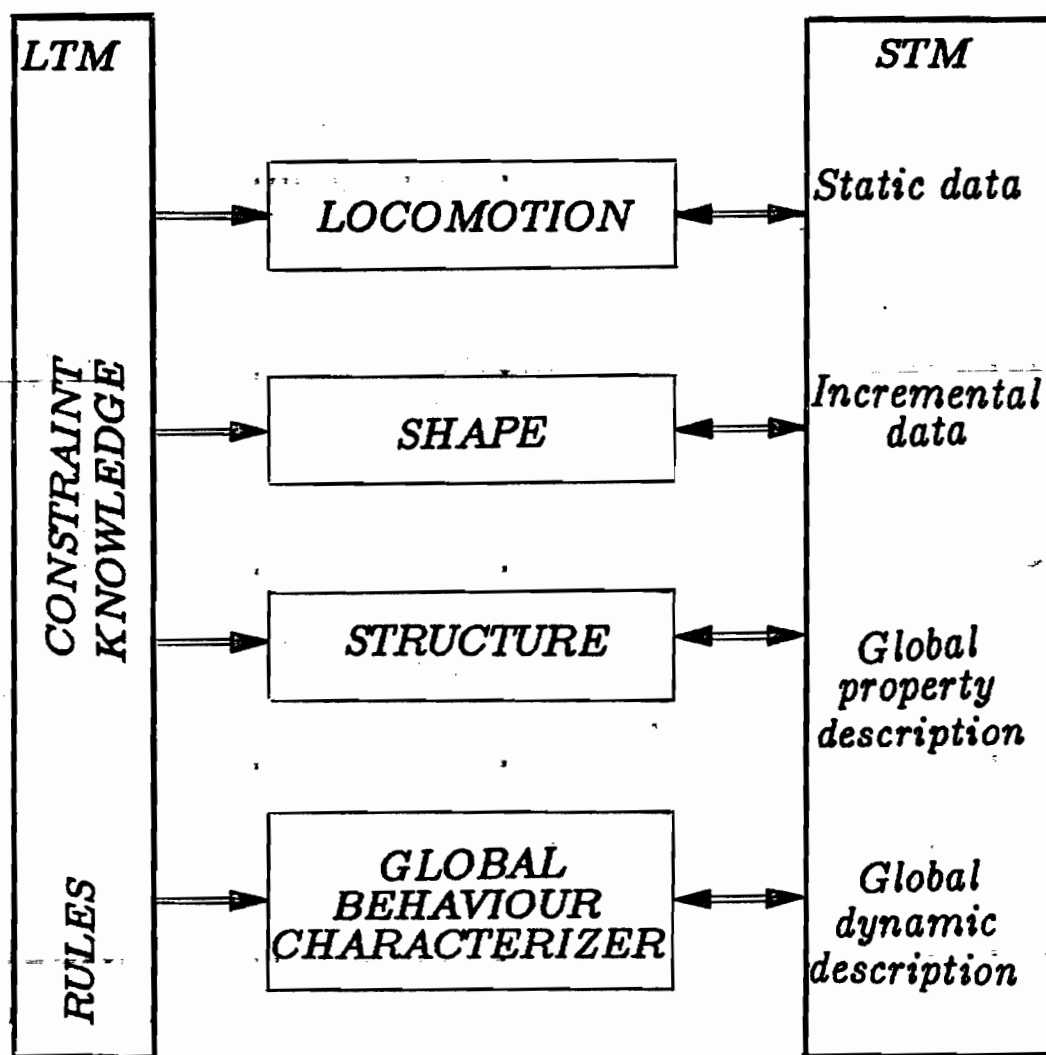 LTM
CONSTRAINT
KNOWLEDGE
RULES
LOCOMOTION
SHAPE
STRUCTURE
GLOBAL
BEHAVIOUR
CHARACTERIZER
STM
Static data
Incremental
data
Global
property
description
Global
dynamic
description